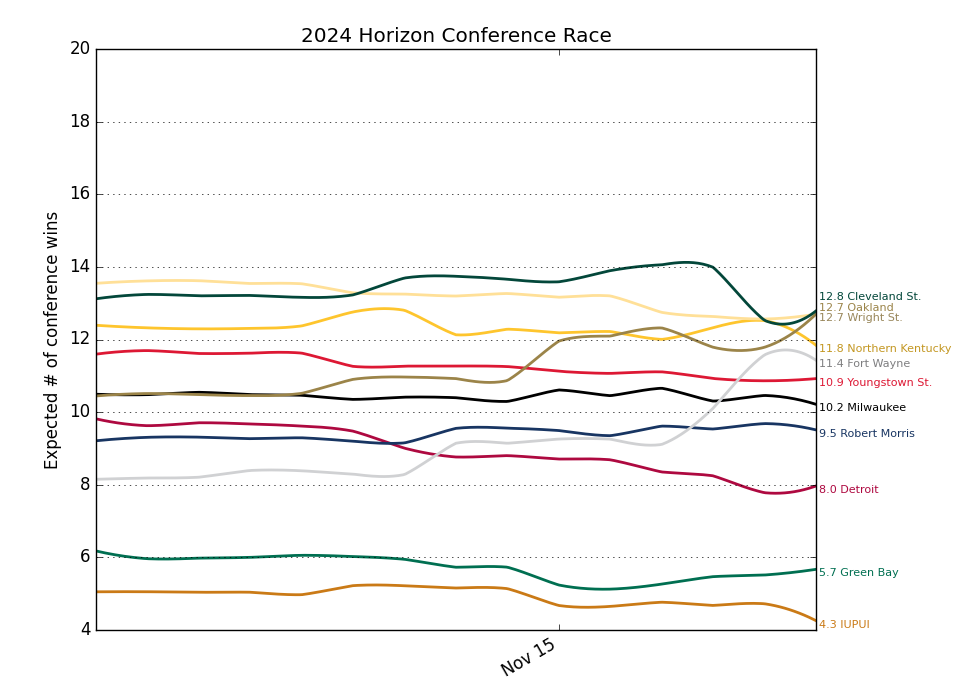 2024 Horizon Conference Race
Expected # of conference wins
20
18
16
14
12
10
8
6
4
Nov 15
12.8 Cleveland St.
12.7 Oakland
12.7 Wright St.
11.8 Northern Kentucky
11.4 Fort Wayne
10.9 Youngstown St.
10.2 Milwaukee
9.5 Robert Morris
8.0 Detroit
5.7 Green Bay
4.3 IUPUI